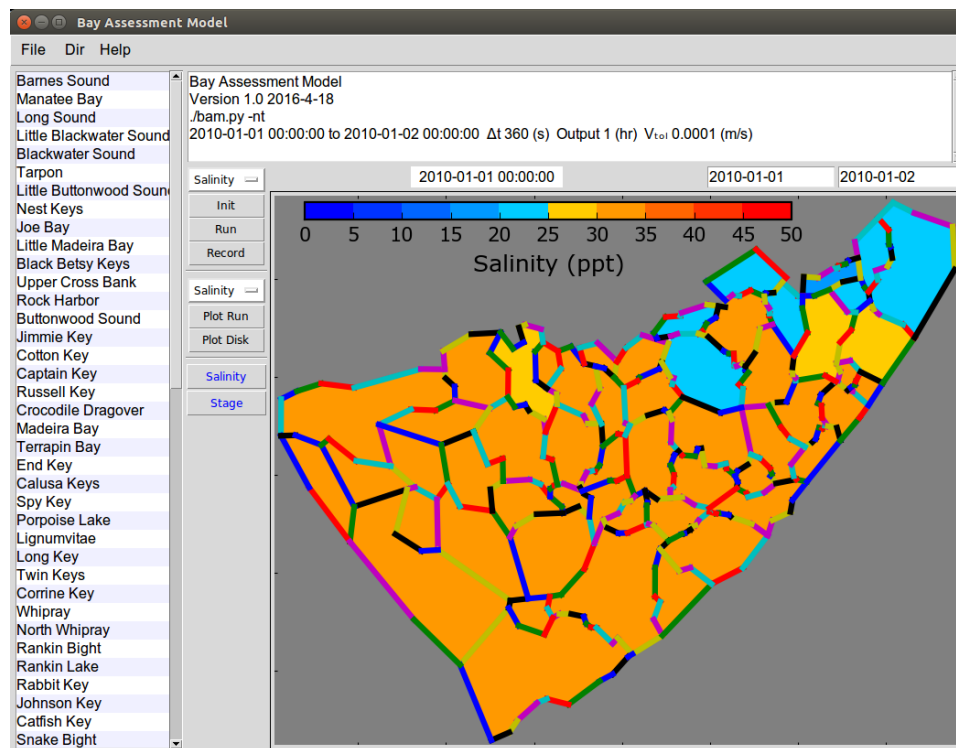 Bay Assessment Model
File Dir Help
Barnes Sound
Manatee Bay
Long Sound
Little Blackwater Sound
Blackwater Sound
Tarpon
Little Buttonwood Soun
Nest Keys
Joe Bay
Little Madeira Bay
Black Betsy Keys
Upper Cross Bank
Rock Harbor
Buttonwood Sound
Jimmie Key
Cotton Key
Captain Key
Russell Key
Crocodile Dragover
Madeira Bay
Terrapin Bay
End Key
Calusa Keys
Spy Key
Porpoise Lake
Lignumvitae
Long Key
Twin Keys
Corrine Key
Whipray
North Whipray
Rankin Bight
Rankin Lake
Rabbit Key
Johnson Key
Catfish Key
Snake Bight
Bay Assessment Model
Version 1.0 2016-4-18
./bam.py -nt
2010-01-01 00:00:00 to 2010-01-02 00:00:00 Δt 360 (s) Output 1 (hr) Vₜₒₗ 0.0001 (m/s)
Salinity
Init
Run
Record
Salinity
Plot Run
Plot Disk
Salinity
Stage
2010-01-01 00:00:00 2010-01-01 2010-01-02
0 5 10 15 20 25 30 35 40 45 50
Salinity (ppt)